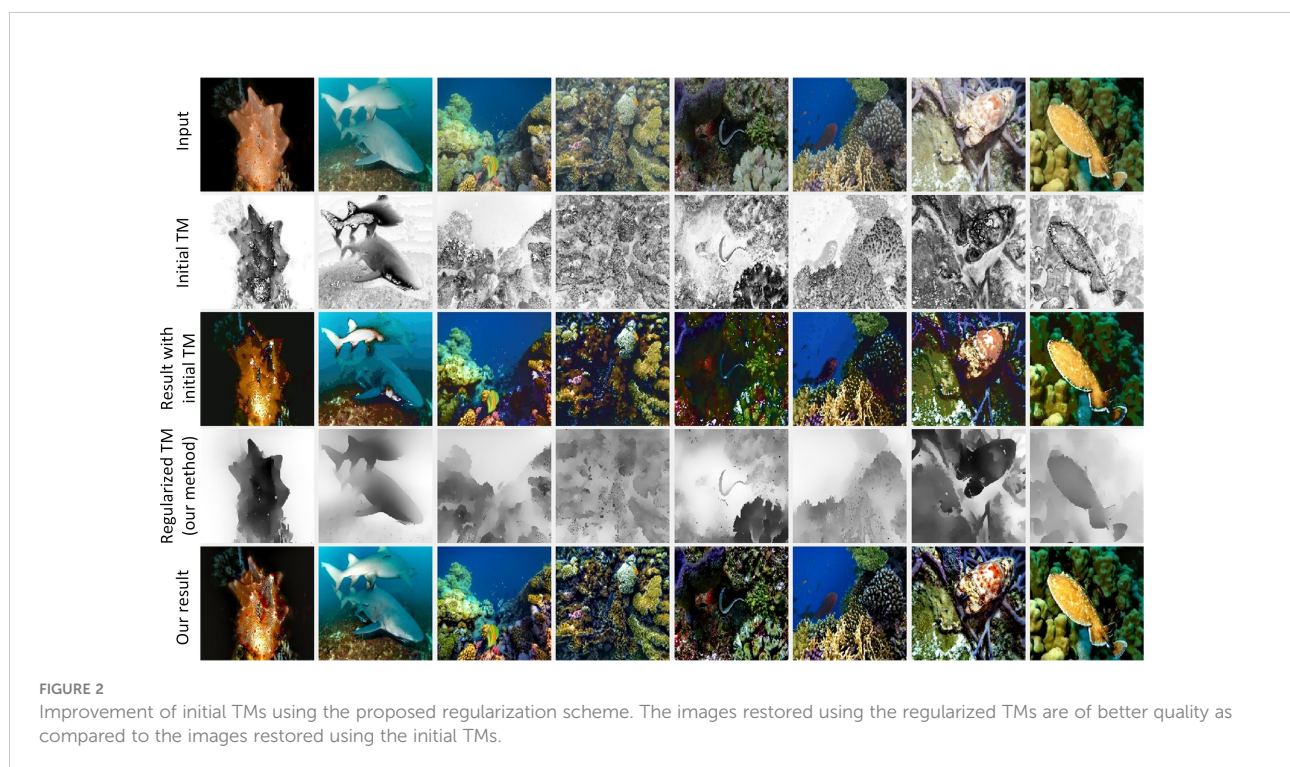 Input
Initial TM
Result with
initial TM
Regularized TM
(our method)
Our result
FIGURE 2
Improvement of initial TMs using the proposed regularization scheme. The images restored using the regularized TMs are of better quality as
compared to the images restored using the initial TMs.